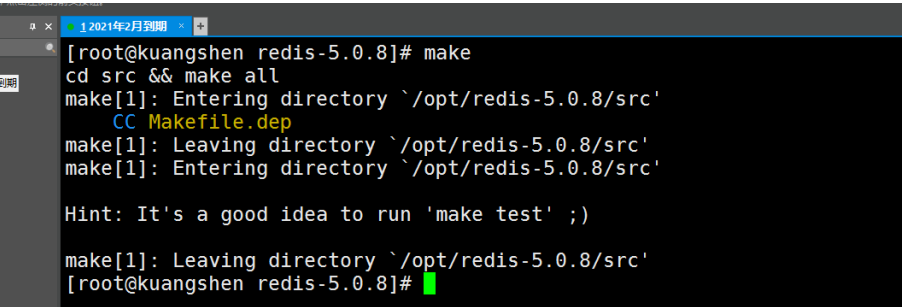 1 2021年2月到期 × +
到期
[root@kuangshen redis-5.0.8]# make
cd src && make all
make[1]: Entering directory `/opt/redis-5.0.8/src'
CC Makefile.dep
make[1]: Leaving directory `/opt/redis-5.0.8/src'
make[1]: Entering directory `/opt/redis-5.0.8/src'
Hint: It's a good idea to run 'make test' ;)
make[1]: Leaving directory `/opt/redis-5.0.8/src'
[root@kuangshen redis-5.0.8]#